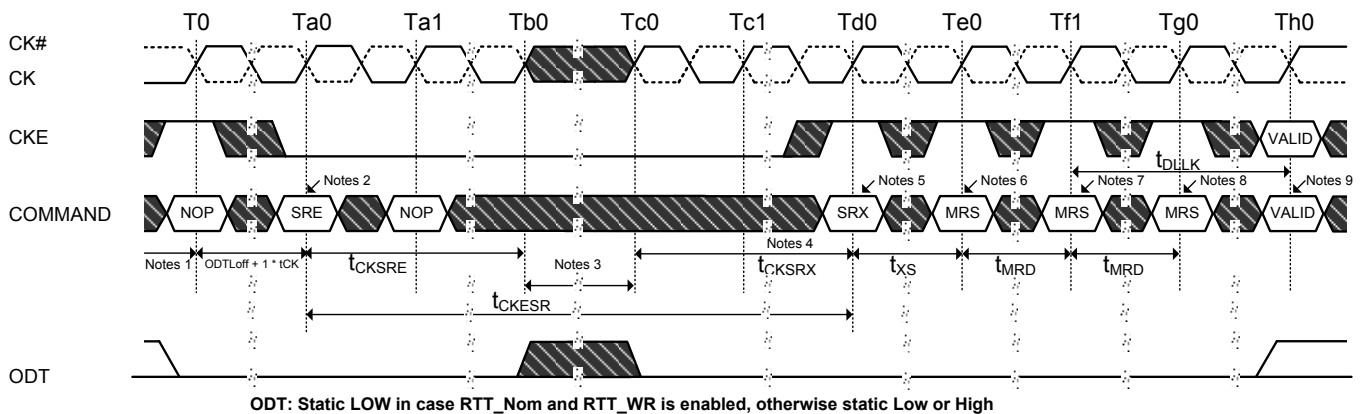 T0 Ta0 Ta1 Tb0 Tc0 Tc1 Td0 Te0 Tf1 Tg0 Th0
CK#
CK
CKE
VALID
tDLLK
Notes 2 Notes 5 Notes 6 Notes 7 Notes 8 Notes 9
COMMAND NOP SRE NOP SRX MRS MRS MRS VALID
Notes 1 ODTLoff + 1 * tCK tCKSRE Notes 3 Notes 4 tCKSRX tXS tMRD tMRD
tCKESR
ODT
ODT: Static LOW in case RTT_Nom and RTT_WR is enabled, otherwise static Low or High